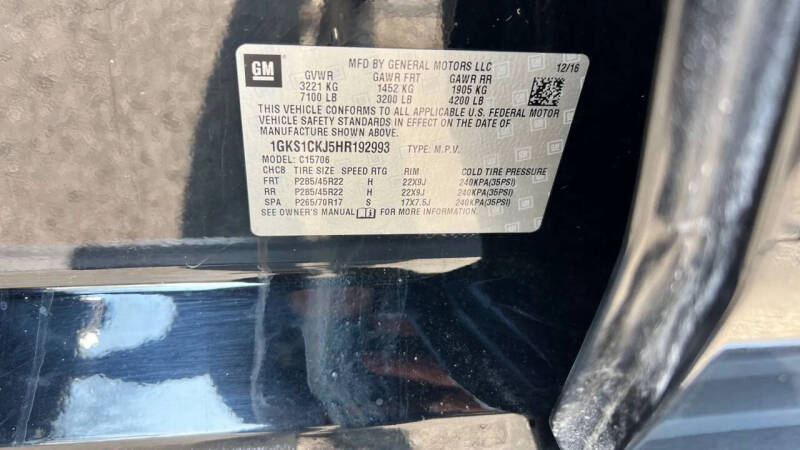 GM
MFD BY GENERAL MOTORS LLC 12/16
GVWR GAWR FRT GAWR RR
3221 KG 1452 KG 1905 KG
7100 LB 3200 LB 4200 LB
THIS VEHICLE CONFORMS TO ALL APPLICABLE U.S. FEDERAL MOTOR
VEHICLE SAFETY STANDARDS IN EFFECT ON THE DATE OF
MANUFACTURE SHOWN ABOVE.
1GKS1CKJ5HR192993 TYPE: M.P.V.
MODEL: C15706
CHC8 TIRE SIZE SPEED RTG RIM COLD TIRE PRESSURE
FRT P285/45R22 H 22X9J 240KPA(35PSI)
RR P285/45R22 H 22X9J 240KPA(35PSI)
SPA P265/70R17 S 17X7.5J 240KPA(35PSI)
SEE OWNER'S MANUAL FOR MORE INFORMATION.